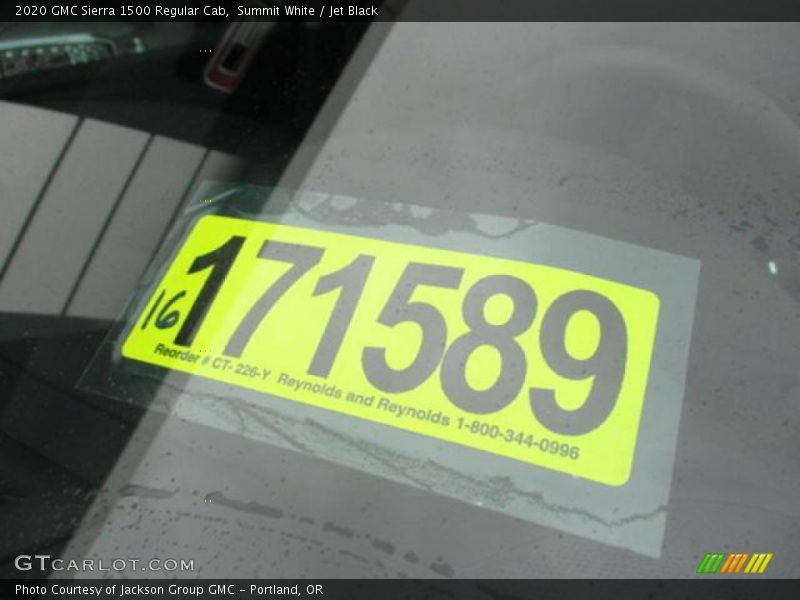 2020 GMC Sierra 1500 Regular Cab, Summit White / Jet Black
16
171589
Reorder # CT-226-Y Reynolds and Reynolds 1-800-344-0996
GTCARLOT.COM
Photo Courtesy of Jackson Group GMC - Portland, OR